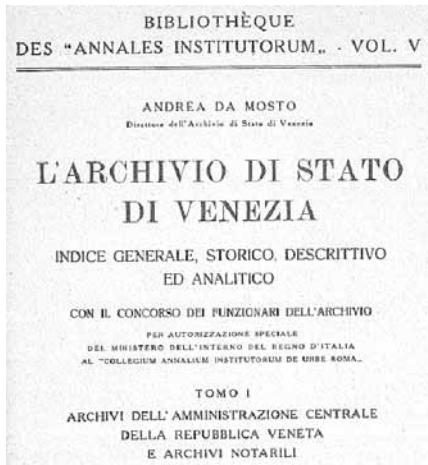 BIBLIOTHÈQUE
DES "ANNALES INSTITUTORUM„ · VOL. V
ANDREA DA MOSTO
Direttore dell'Archivio di Stato di Venezia
L'ARCHIVIO DI STATO
DI VENEZIA
INDICE GENERALE, STORICO, DESCRITTIVO
ED ANALITICO
CON IL CONCORSO DEI FUNZIONARI DELL'ARCHIVIO
PER AUTORIZZAZIONE SPECIALE
DEL MINISTERO DELL'INTERNO DEL REGNO D'ITALIA
AL "COLLEGIUM ANNALIUM INSTITUTORUM DE URBE ROMA„
TOMO I
ARCHIVI DELL'AMMINISTRAZIONE CENTRALE
DELLA REPUBBLICA VENETA
E ARCHIVI NOTARILI